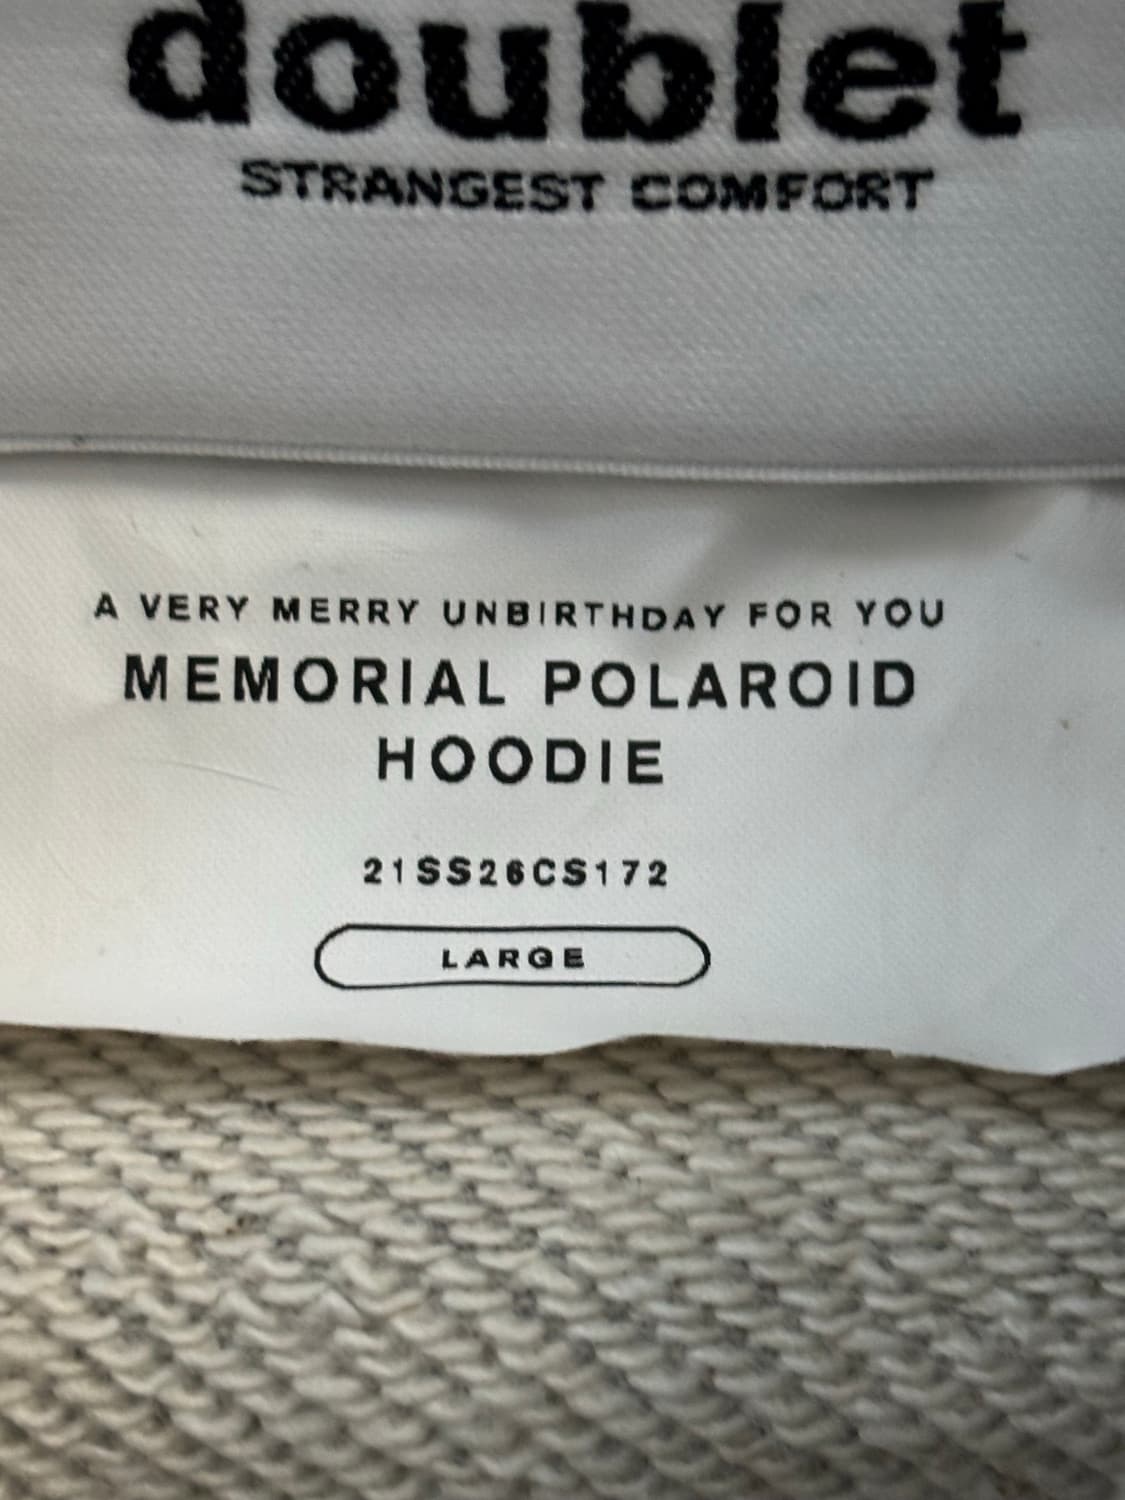 doublet
STRANGEST COMFORT
A VERY MERRY UNBIRTHDAY FOR YOU
MEMORIAL POLAROID
HOODIE
21SS26CS172
LARGE